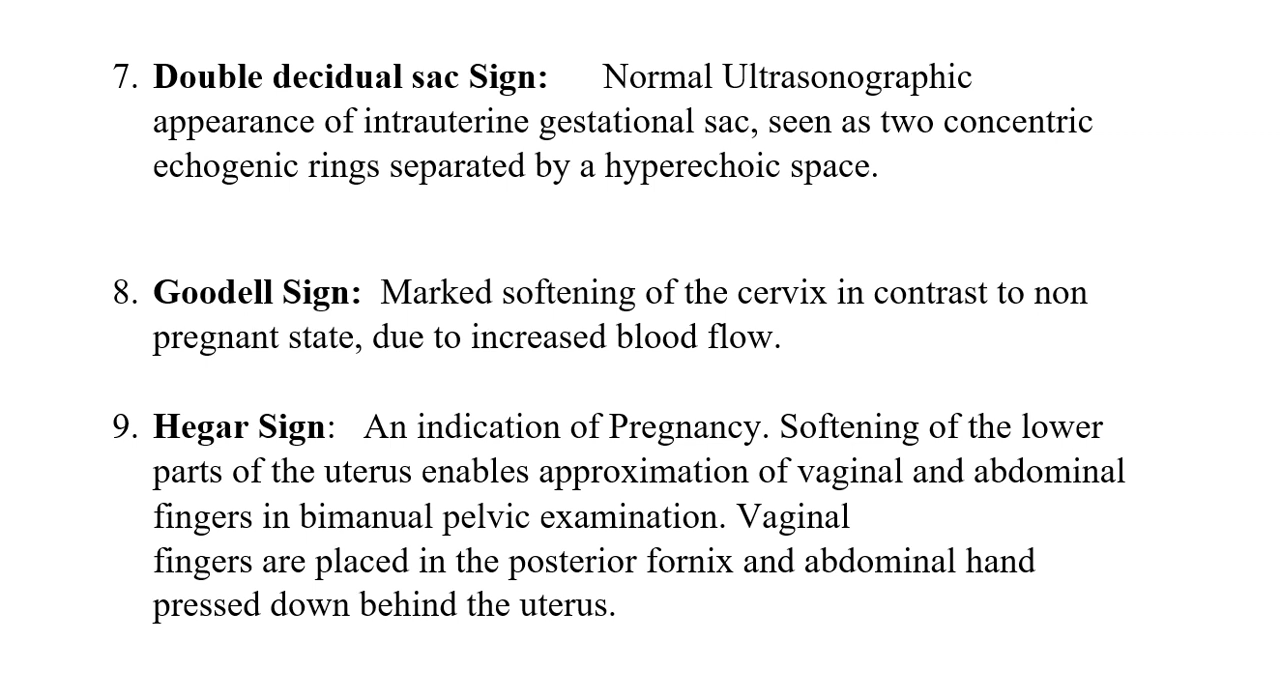 7. Double decidual sac Sign: Normal Ultrasonographic
appearance of intrauterine gestational sac, seen as two concentric
echogenic rings separated by a hyperechoic space.
8. Goodell Sign: Marked softening of the cervix in contrast to non
pregnant state, due to increased blood flow.
9. Hegar Sign: An indication of Pregnancy. Softening of the lower
parts of the uterus enables approximation of vaginal and abdominal
fingers in bimanual pelvic examination. Vaginal
fingers are placed in the posterior fornix and abdominal hand
pressed down behind the uterus.